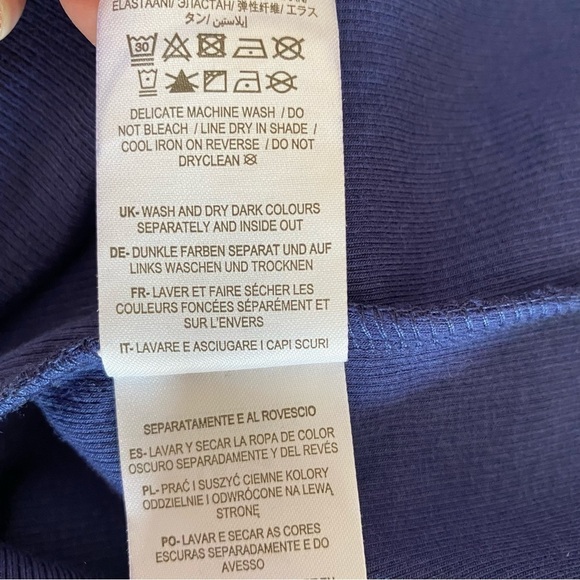 ELASTAANI/ ЭЛАСТАН/ 弹性纤维/ エラス
タン/ إيلاستين
30
DELICATE MACHINE WASH / DO
NOT BLEACH / LINE DRY IN SHADE /
COOL IRON ON REVERSE / DO NOT
DRYCLEAN
UK- WASH AND DRY DARK COLOURS
SEPARATELY AND INSIDE OUT
DE- DUNKLE FARBEN SEPARAT UND AUF
LINKS WASCHEN UND TROCKNEN
FR- LAVER ET FAIRE SÉCHER LES
COULEURS FONCÉES SÉPARÉMENT ET
SUR L'ENVERS
IT- LAVARE E ASCIUGARE I CAPI SCURI
SEPARATAMENTE E AL ROVESCIO
ES- LAVAR Y SECAR LA ROPA DE COLOR
OSCURO SEPARADAMENTE Y DEL REVÉS
PL- PRAĆ I SUSZYĆ CIEMNE KOLORY
ODDZIELNIE I ODWRÓCONE NA LEWĄ
STRONĘ
PO- LAVAR E SECAR AS CORES
ESCURAS SEPARADAMENTE E DO
AVESSO